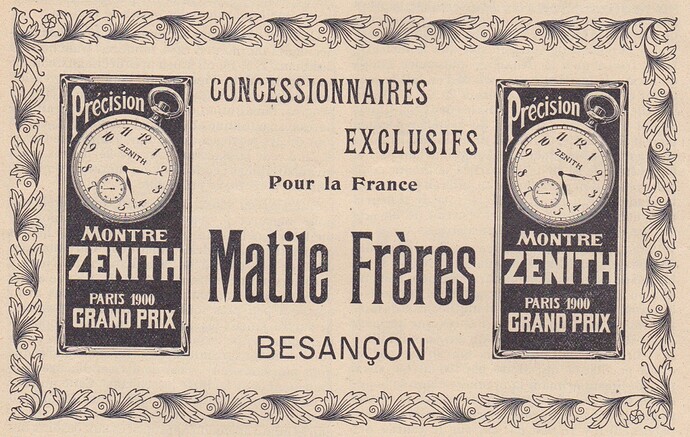 Précision
ZENITH
MONTRE
ZENITH
PARIS 1900
GRAND PRIX
CONCESSIONNAIRES
EXCLUSIFS
Pour la France
Matile Frères
BESANÇON
Précision
ZENITH
MONTRE
ZENITH
PARIS 1900
GRAND PRIX